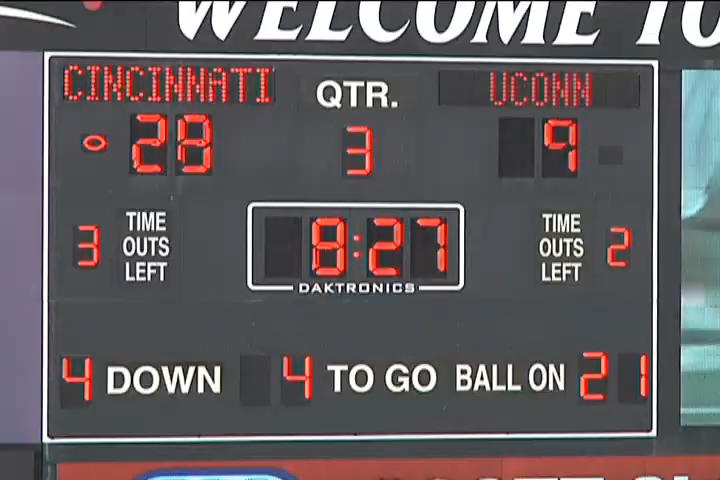 WELCOME TO
CINCINNATI QTR. UCONN
28 3 9
3 TIME OUTS LEFT 8:27 TIME OUTS LEFT 2
DAKTRONICS
4 DOWN 4 TO GO BALL ON 21